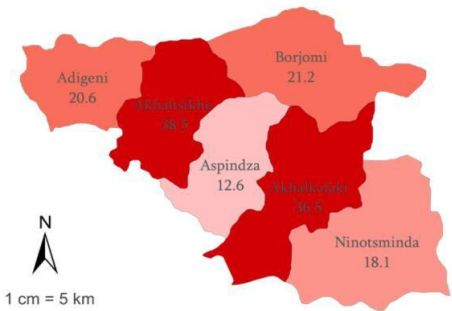 Borjomi
21.2
Adigeni
20.6
Akhaltsikhe
38.5
Aspindza
12.6
Akhalkalaki
36.5
Ninotsminda
18.1
N
1 cm = 5 km